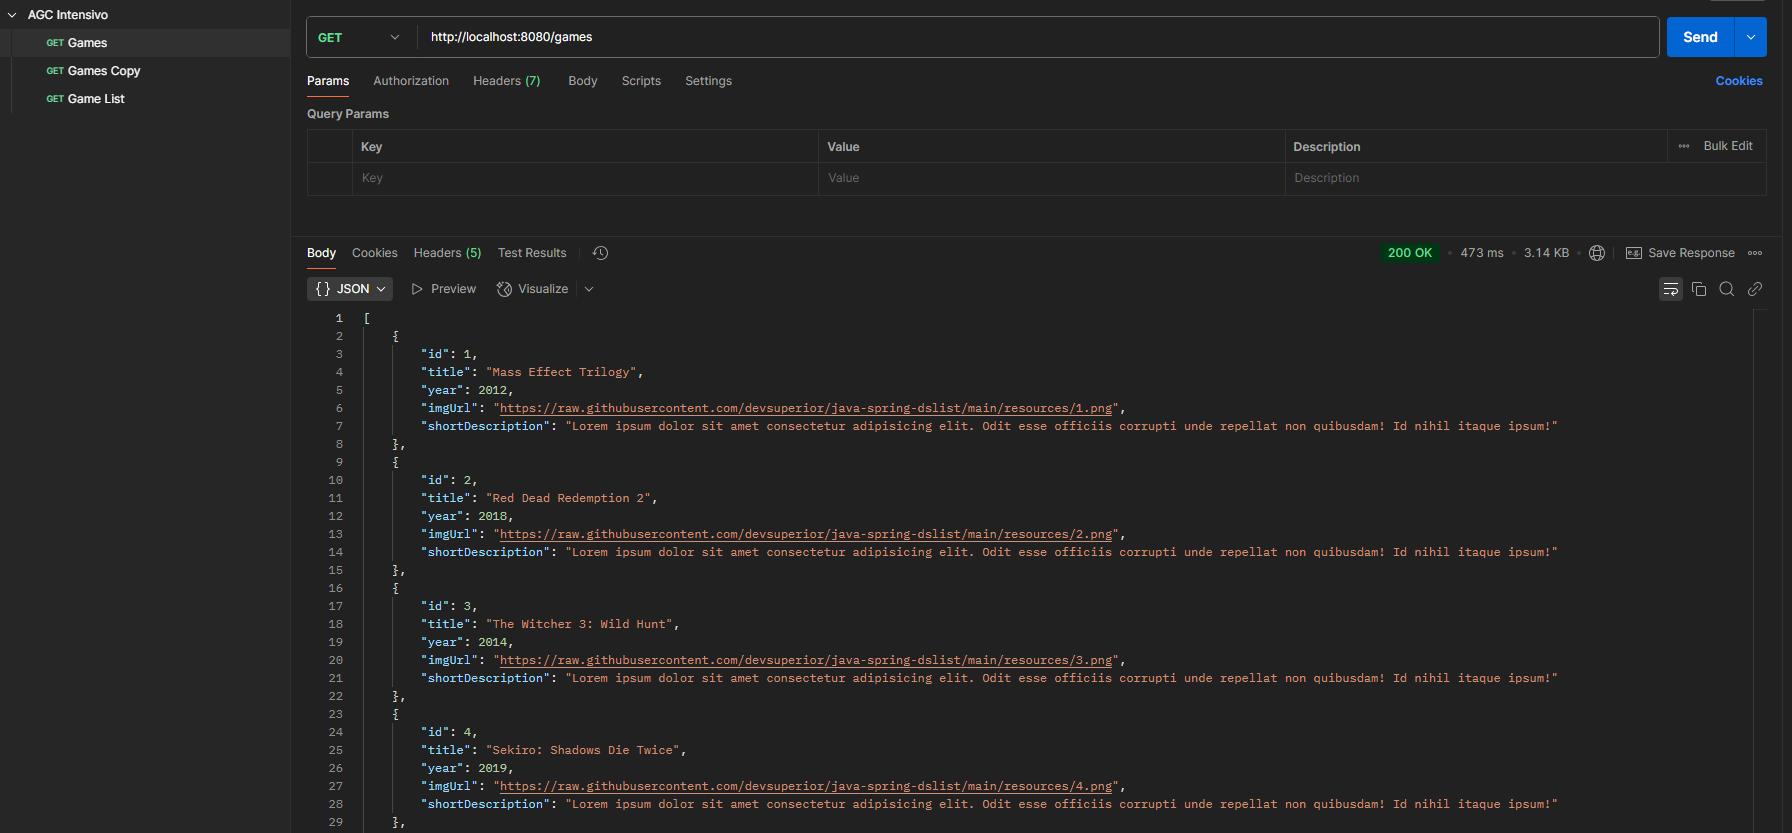 AGC Intensivo
GET Games
GET Games Copy
GET Game List
GET http://localhost:8080/games Send
Params Authorization Headers (7) Body Scripts Settings Cookies
Query Params
Key Value Description Bulk Edit
Key Value Description
Body Cookies Headers (5) Test Results 200 OK 473 ms 3.14 KB Save Response
{} JSON Preview Visualize
1 [
2 {
3 "id": 1,
4 "title": "Mass Effect Trilogy",
5 "year": 2012,
6 "imgUrl": "https://raw.githubusercontent.com/devsuperior/java-spring-dslist/main/resources/1.png",
7 "shortDescription": "Lorem ipsum dolor sit amet consectetur adipisicing elit. Odit esse officiis corrupti unde repellat non quibusdam! Id nihil itaque ipsum!"
8 },
9 {
10 "id": 2,
11 "title": "Red Dead Redemption 2",
12 "year": 2018,
13 "imgUrl": "https://raw.githubusercontent.com/devsuperior/java-spring-dslist/main/resources/2.png",
14 "shortDescription": "Lorem ipsum dolor sit amet consectetur adipisicing elit. Odit esse officiis corrupti unde repellat non quibusdam! Id nihil itaque ipsum!"
15 },
16 {
17 "id": 3,
18 "title": "The Witcher 3: Wild Hunt",
19 "year": 2014,
20 "imgUrl": "https://raw.githubusercontent.com/devsuperior/java-spring-dslist/main/resources/3.png",
21 "shortDescription": "Lorem ipsum dolor sit amet consectetur adipisicing elit. Odit esse officiis corrupti unde repellat non quibusdam! Id nihil itaque ipsum!"
22 },
23 {
24 "id": 4,
25 "title": "Sekiro: Shadows Die Twice",
26 "year": 2019,
27 "imgUrl": "https://raw.githubusercontent.com/devsuperior/java-spring-dslist/main/resources/4.png",
28 "shortDescription": "Lorem ipsum dolor sit amet consectetur adipisicing elit. Odit esse officiis corrupti unde repellat non quibusdam! Id nihil itaque ipsum!"
29 },